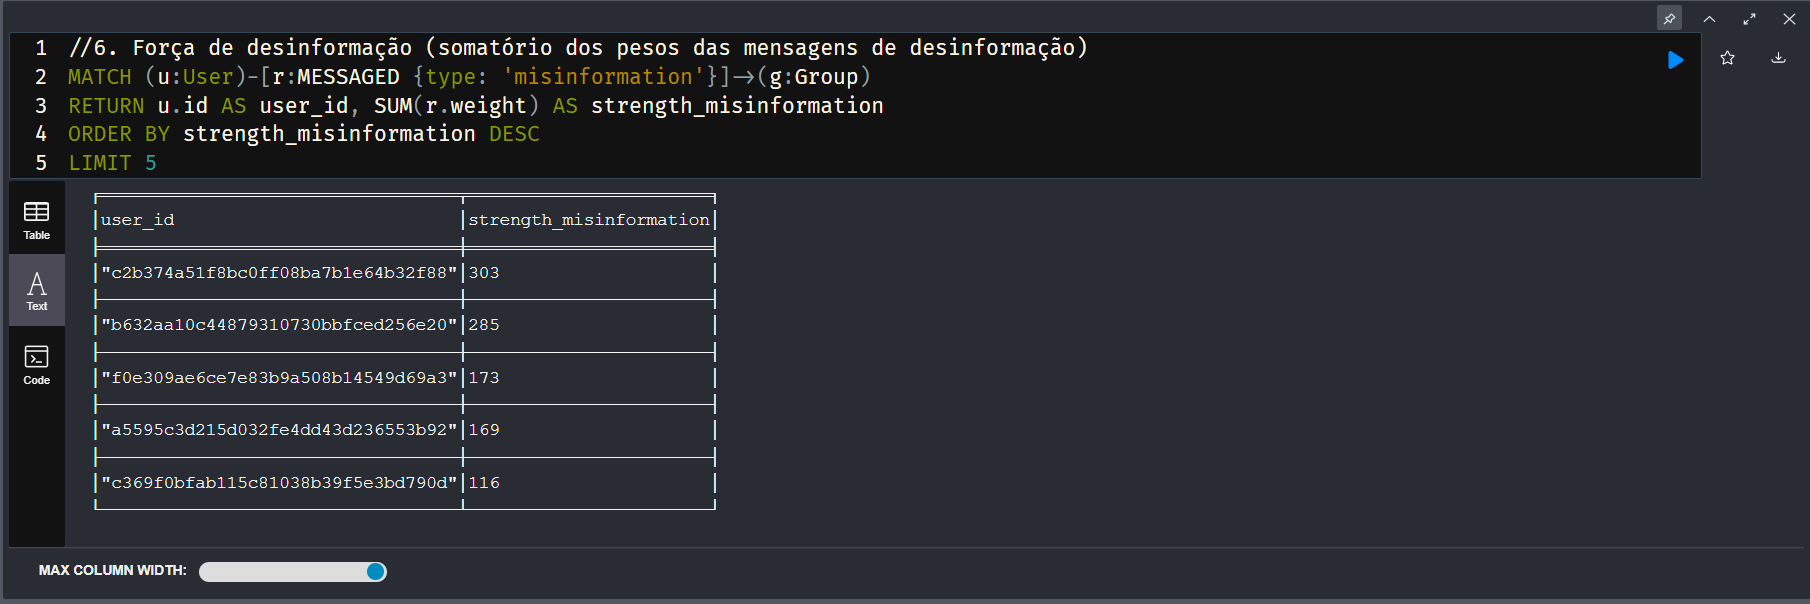 1 //6. Força de desinformação (somatório dos pesos das mensagens de desinformação)
2 MATCH (u:User)-[r:MESSAGED {type: 'misinformation'}]->(g:Group)
3 RETURN u.id AS user_id, SUM(r.weight) AS strength_misinformation
4 ORDER BY strength_misinformation DESC
5 LIMIT 5
Table
Text
Code
user_id strength_misinformation
"c2b374a51f8bc0ff08ba7b1e64b32f88" 303
"b632aa10c44879310730bbfced256e20" 285
"f0e309ae6ce7e83b9a508b14549d69a3" 173
"a5595c3d215d032fe4dd43d236553b92" 169
"c369f0bfab115c81038b39f5e3bd790d" 116
MAX COLUMN WIDTH: